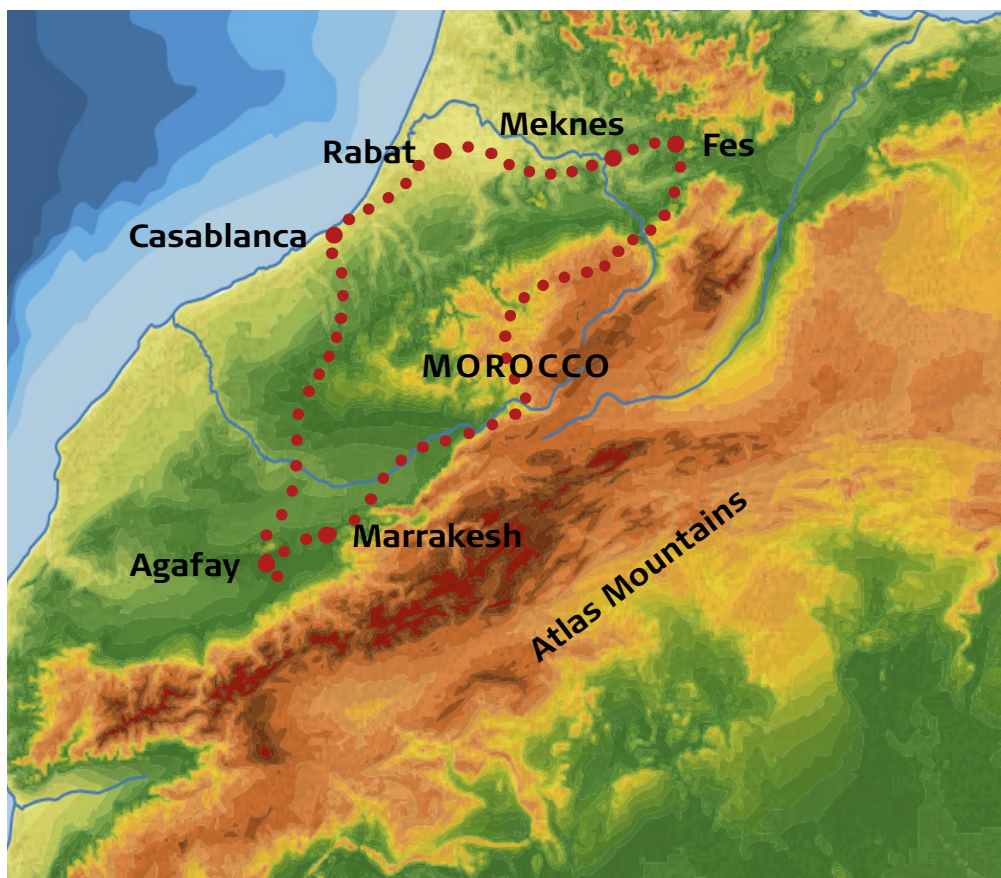 Meknes
Rabat
Fes
Casablanca
MOROCCO
Marrakesh
Agafay
Atlas Mountains